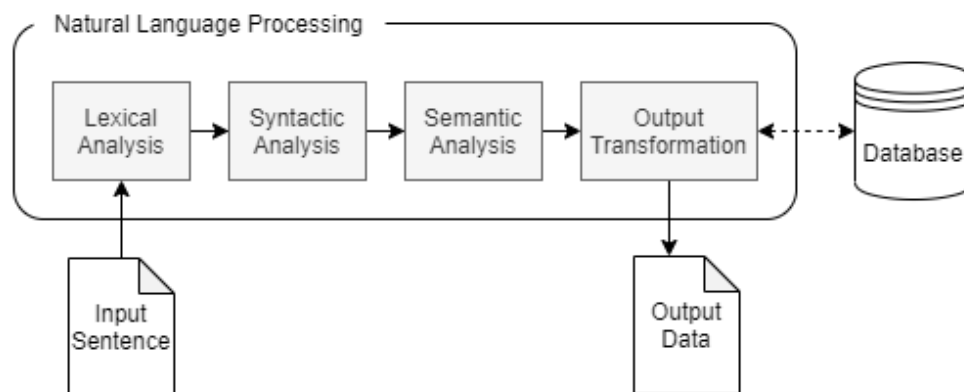 Natural Language Processing
Lexical
Analysis
Syntactic
Analysis
Semantic
Analysis
Output
Transformation
Database
Input
Sentence
Output
Data